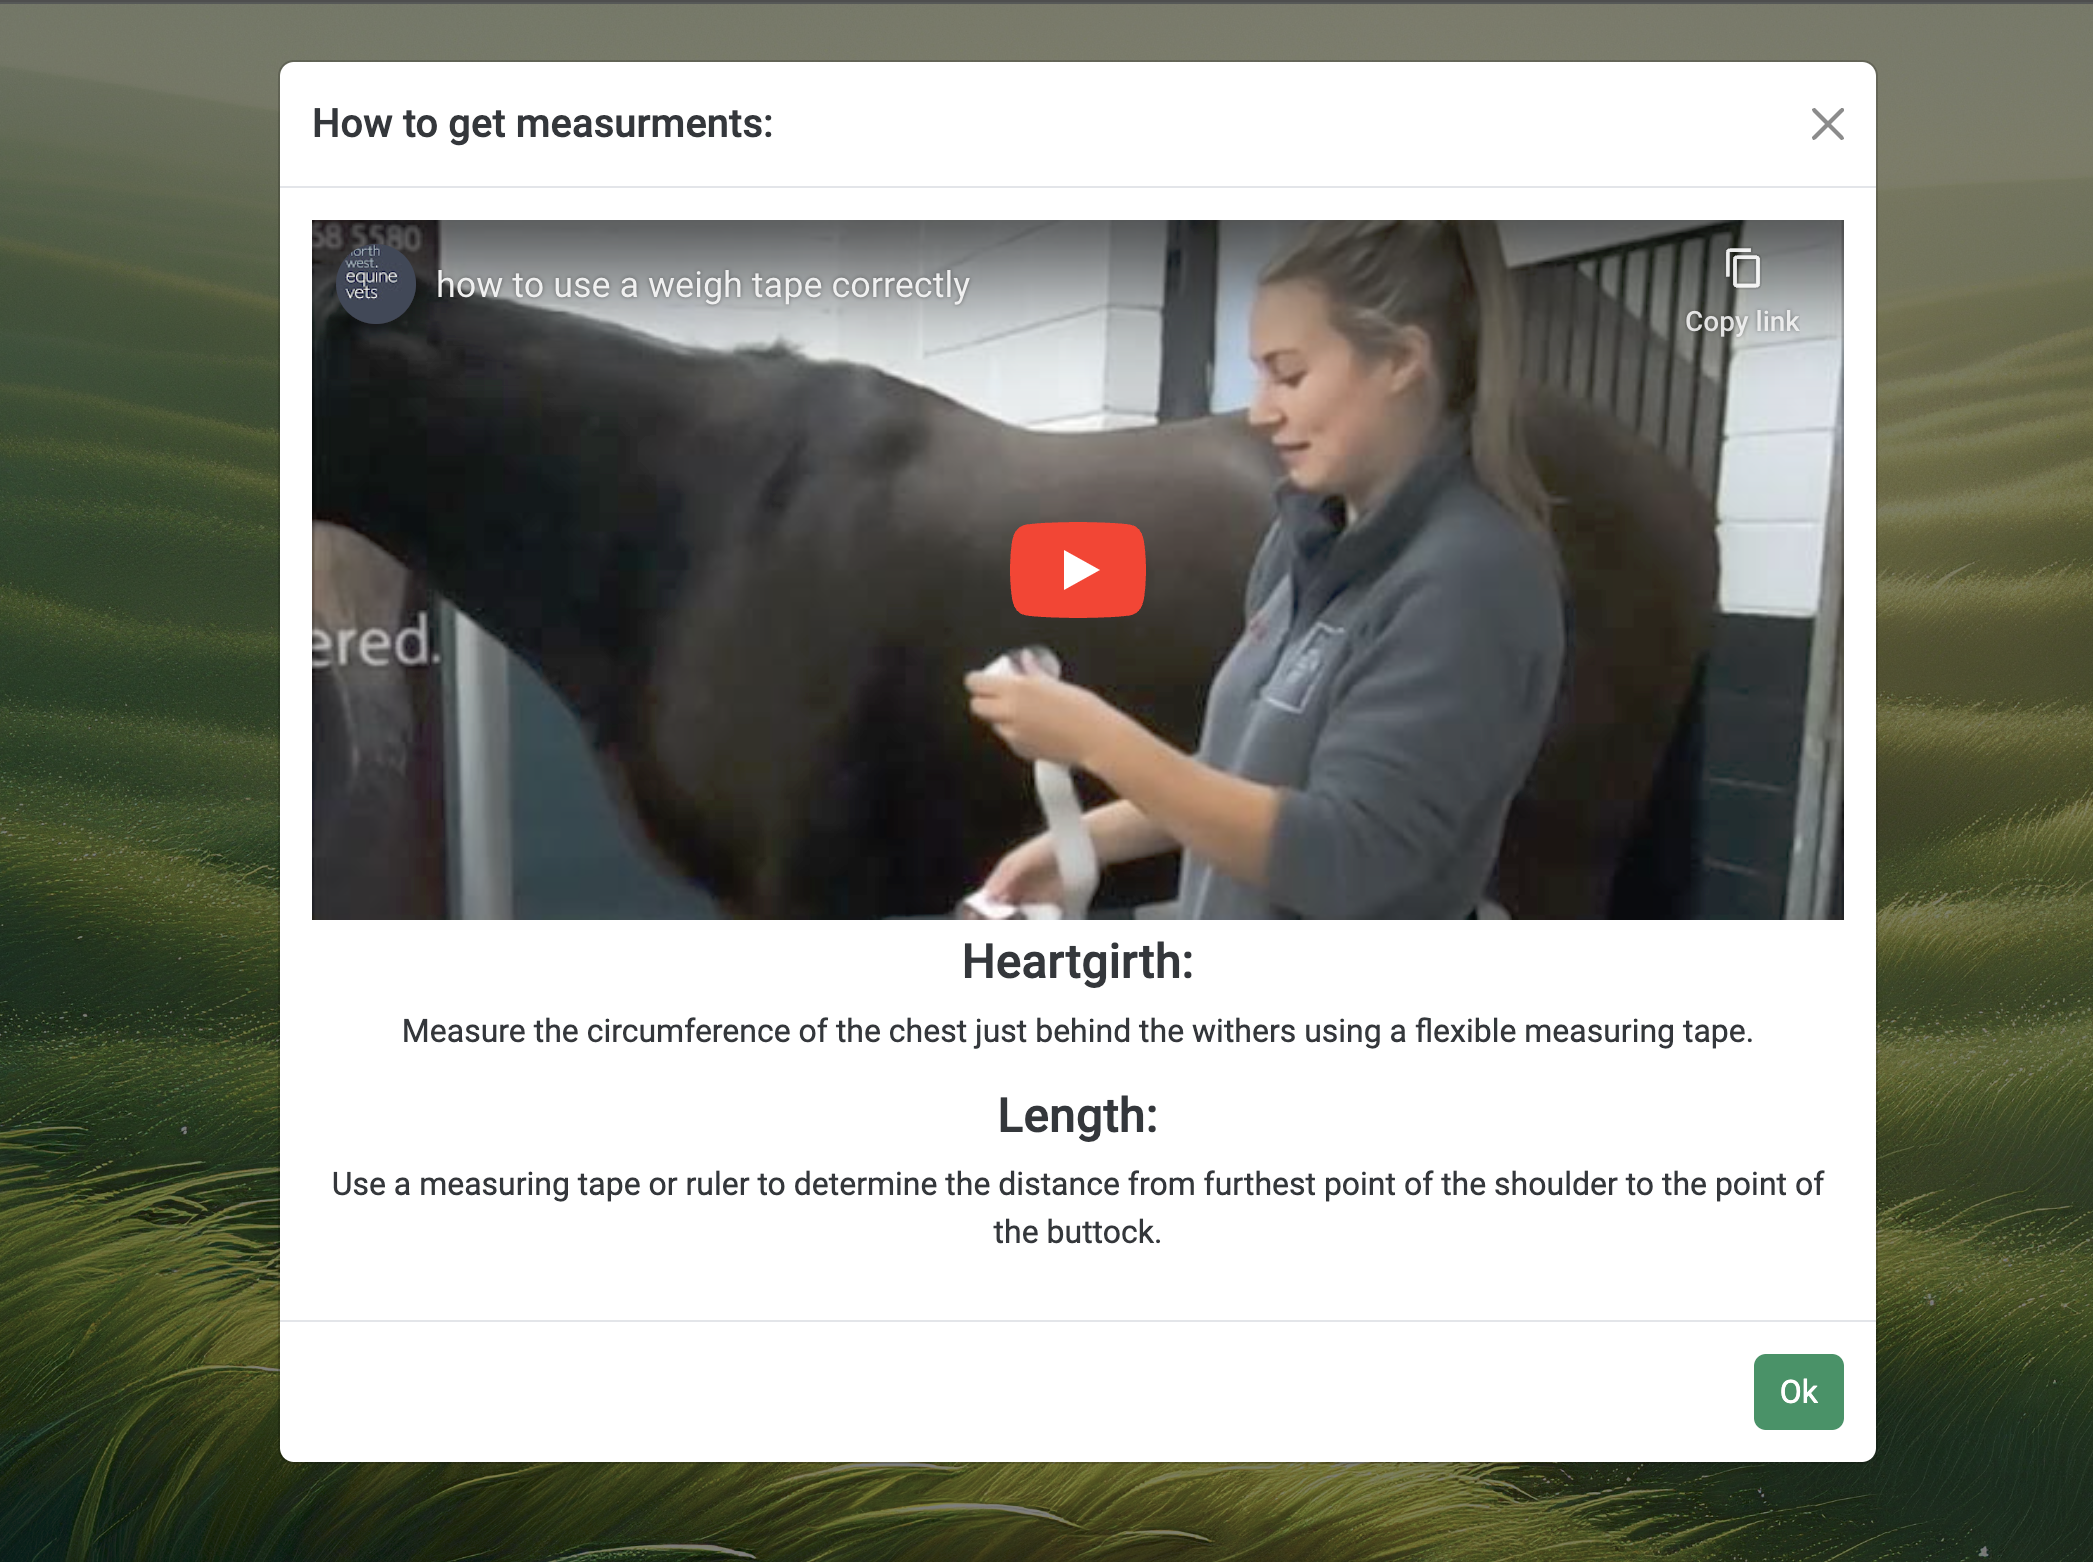 How to get measurments:
68 5580
orth
west.
equine
vets
how to use a weigh tape correctly
Copy link
ered.
Heartgirth:
Measure the circumference of the chest just behind the withers using a flexible measuring tape.
Length:
Use a measuring tape or ruler to determine the distance from furthest point of the shoulder to the point of
the buttock.
Ok